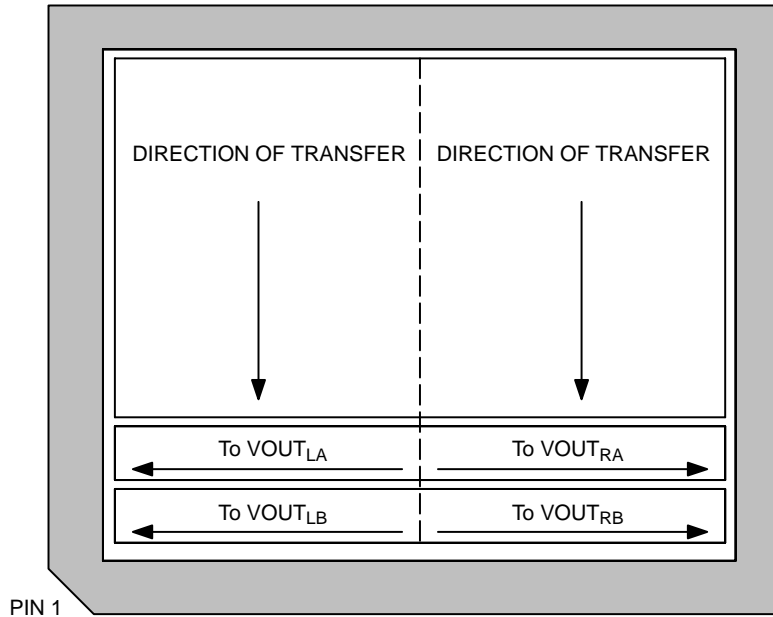 DIRECTION OF TRANSFER
DIRECTION OF TRANSFER
To VOUTLA
To VOUTRA
To VOUTLB
To VOUTRB
PIN 1